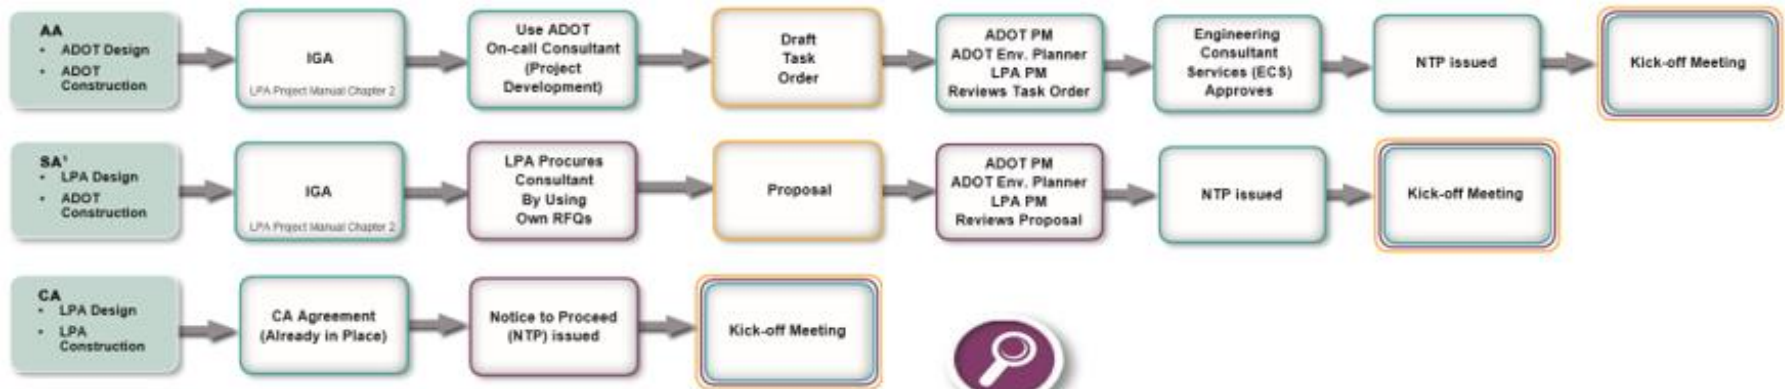 AA
• ADOT Design
• ADOT
Construction
IGA
LPA Project Manual Chapter 2
Use ADOT
On-call Consultant
(Project
Development)
Draft
Task
Order
ADOT PM
ADOT Env. Planner
LPA PM
Reviews Task Order
Engineering
Consultant
Services (ECS)
Approves
NTP issued
Kick-off Meeting
SA¹
• LPA Design
• ADOT
Construction
IGA
LPA Project Manual Chapter 2
LPA Procures
Consultant
By Using
Own RFQs
Proposal
ADOT PM
ADOT Env. Planner
LPA PM
Reviews Proposal
NTP issued
Kick-off Meeting
CA
• LPA Design
• LPA
Construction
CA Agreement
(Already in Place)
Notice to Proceed
(NTP) issued
Kick-off Meeting